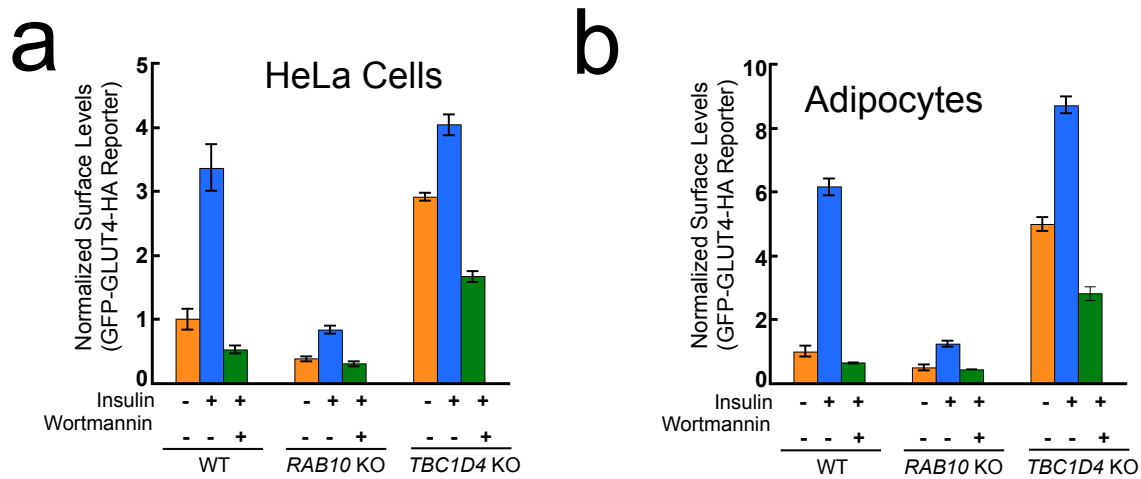 a
HeLa Cells
Normalized Surface Levels
(GFP-GLUT4-HA Reporter)
5
4
3
2
1
0
Insulin - + + - + + - + +
Wortmannin - - + - - + - - +
WT RAB10 KO TBC1D4 KO
b
Adipocytes
Normalized Surface Levels
(GFP-GLUT4-HA Reporter)
10
8
6
4
2
0
Insulin - + + - + + - + +
Wortmannin - - + - - + - - +
WT RAB10 KO TBC1D4 KO